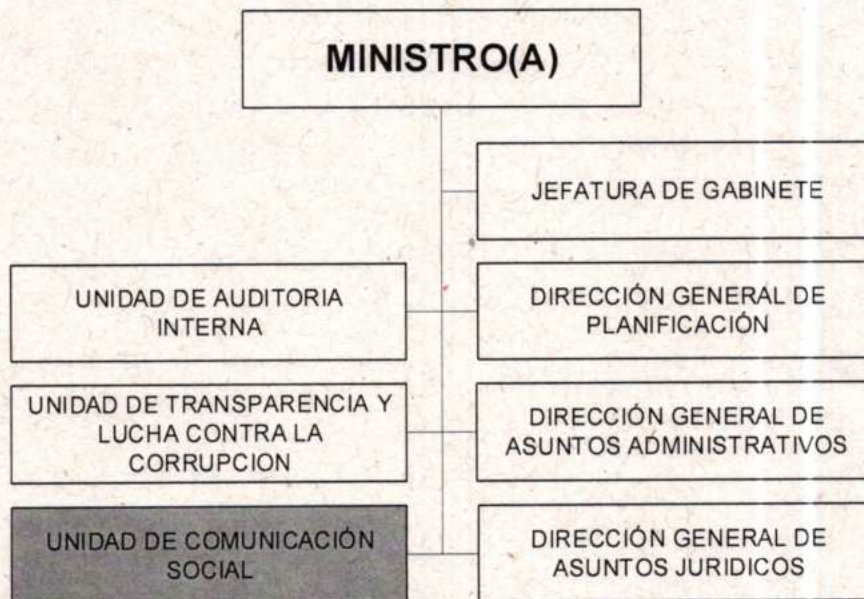 MINISTRO(A)
JEFATURA DE GABINETE
UNIDAD DE AUDITORIA
INTERNA
DIRECCIÓN GENERAL DE
PLANIFICACIÓN
UNIDAD DE TRANSPARENCIA Y
LUCHA CONTRA LA
CORRUPCION
DIRECCIÓN GENERAL DE
ASUNTOS ADMINISTRATIVOS
UNIDAD DE COMUNICACIÓN
SOCIAL
DIRECCIÓN GENERAL DE
ASUNTOS JURIDICOS